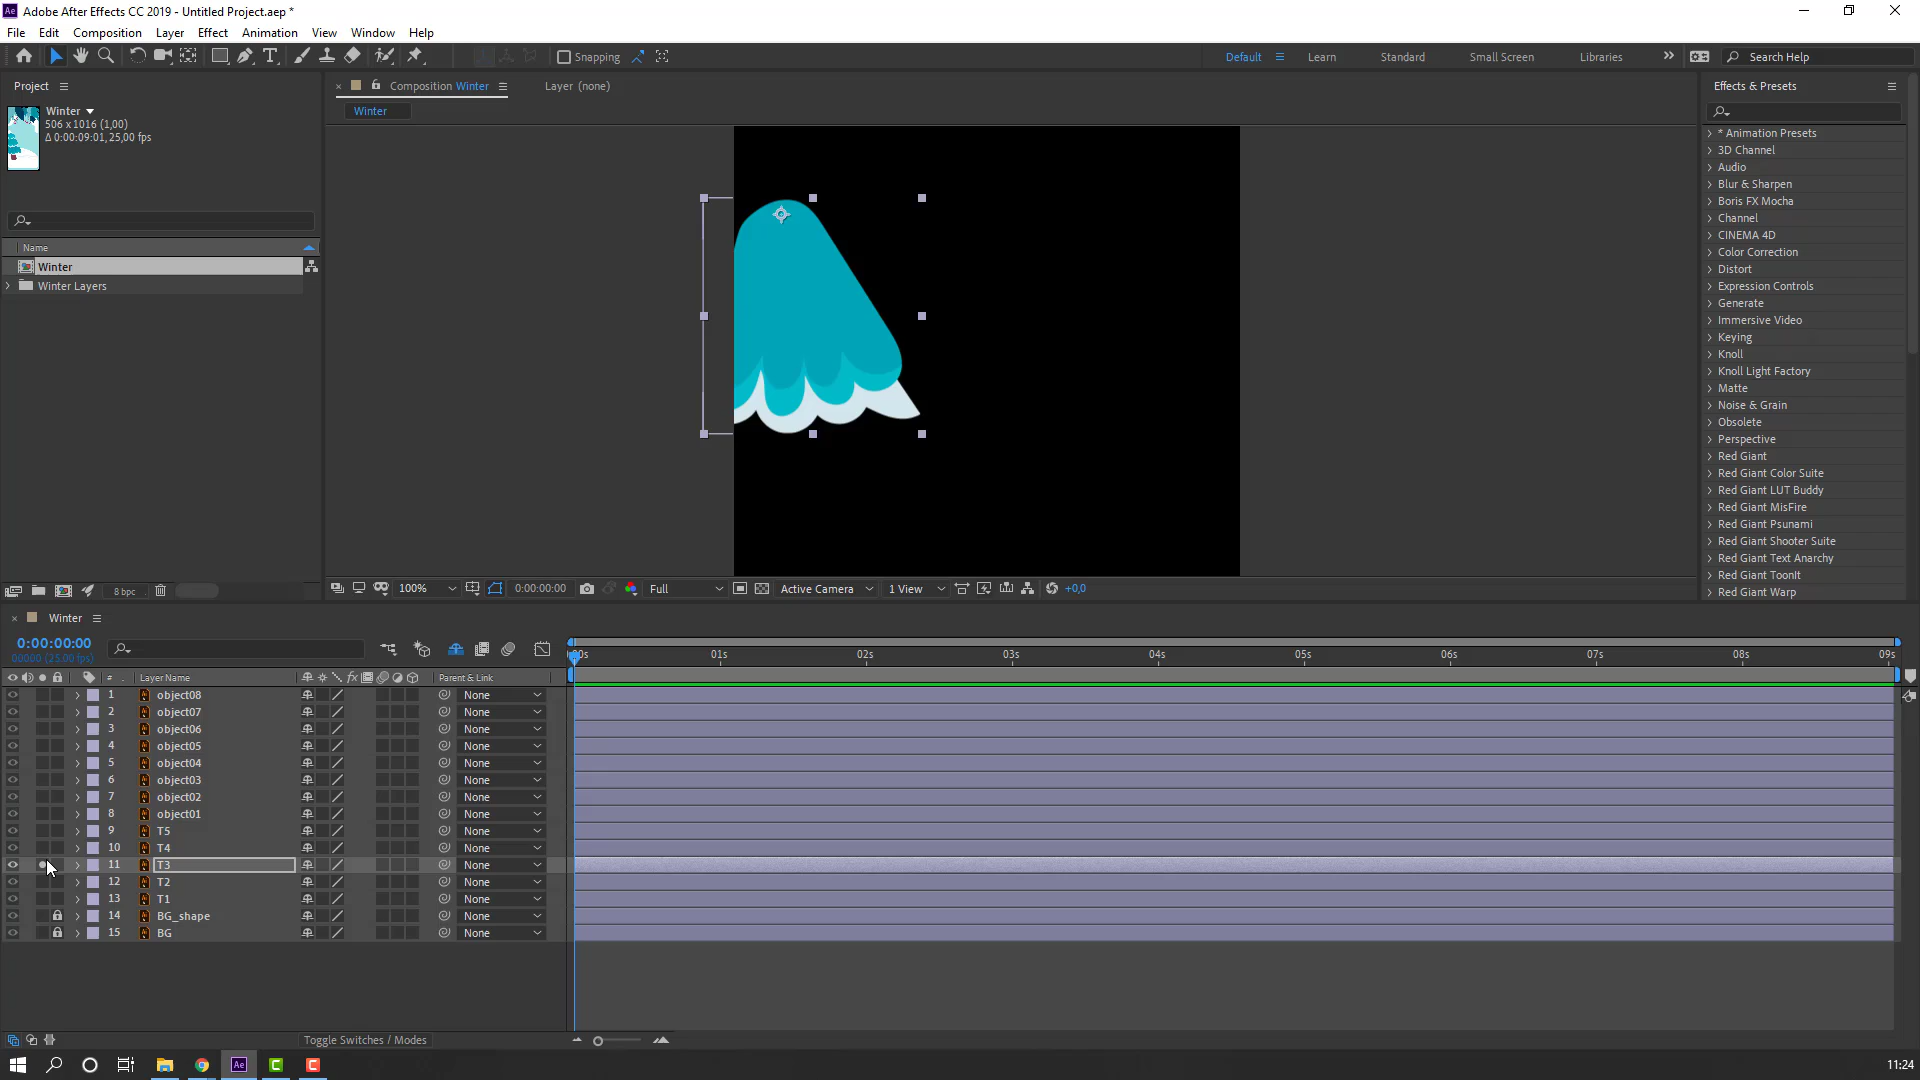 Ae Adobe After Effects CC 2019 - Untitled Project.aep *
File Edit Composition Layer Effect Animation View Window Help
Snapping
Default Learn Standard Small Screen Libraries Search Help
Project
Winter
506 x 1016 (1,00)
Δ 0:00:09:01, 25,00 fps
Name
Winter
Winter Layers
8 bpc
Composition Winter
Layer (none)
Winter
100%
0:00:00:00
Full
Active Camera
1 View
+0,0
Effects & Presets
* Animation Presets
3D Channel
Audio
Blur & Sharpen
Boris FX Mocha
Channel
CINEMA 4D
Color Correction
Distort
Expression Controls
Generate
Immersive Video
Keying
Knoll
Knoll Light Factory
Matte
Noise & Grain
Obsolete
Perspective
Red Giant
Red Giant Color Suite
Red Giant LUT Buddy
Red Giant MisFire
Red Giant Psunami
Red Giant Shooter Suite
Red Giant Text Anarchy
Red Giant ToonIt
Red Giant Warp
Winter
0:00:00:00
00000 (25.00 fps)
00s 01s 02s 03s 04s 05s 06s 07s 08s 09s
# Layer Name fx Parent & Link
1 object08 None
2 object07 None
3 object06 None
4 object05 None
5 object04 None
6 object03 None
7 object02 None
8 object01 None
9 T5 None
10 T4 None
11 T3 None
12 T2 None
13 T1 None
14 BG_shape None
15 BG None
Toggle Switches / Modes
Ae
11:24